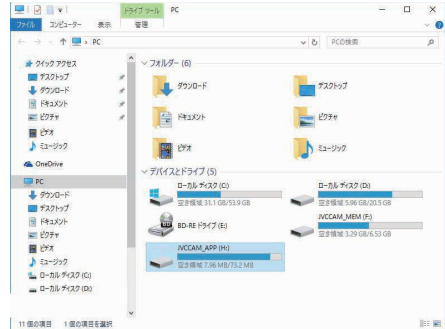 ドライブ ツール PC
ファイル コンピューター 表示 管理
PC PCの検索
クイック アクセス
デスクトップ
ダウンロード
ドキュメント
ピクチャ
ビデオ
ミュージック
OneDrive
PC
ダウンロード
デスクトップ
ドキュメント
ピクチャ
ビデオ
ミュージック
ローカル ディスク (C:)
ローカル ディスク (D:)
フォルダー (6)
ダウンロード デスクトップ
ドキュメント ピクチャ
ビデオ ミュージック
デバイスとドライブ (5)
ローカル ディスク (C:) ローカル ディスク (D:)
空き領域 31.1 GB/53.9 GB 空き領域 5.96 GB/20.5 GB
BD-RE ドライブ (E:) JVCCAM_MEM (F:)
空き領域 3.29 GB/6.53 GB
JVCCAM_APP (H:)
空き領域 7.96 MB/73.2 MB
11 個の項目 1 個の項目を選択